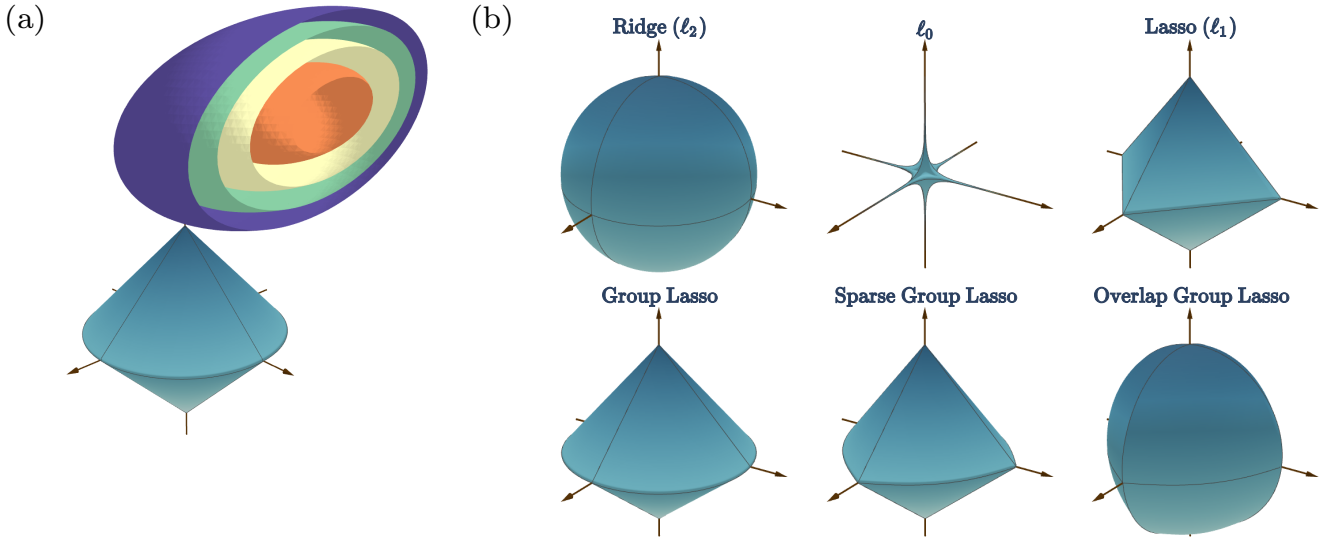 (a)
(b)
Ridge (ℓ₂)
ℓ₀
Lasso (ℓ₁)
Group Lasso
Sparse Group Lasso
Overlap Group Lasso